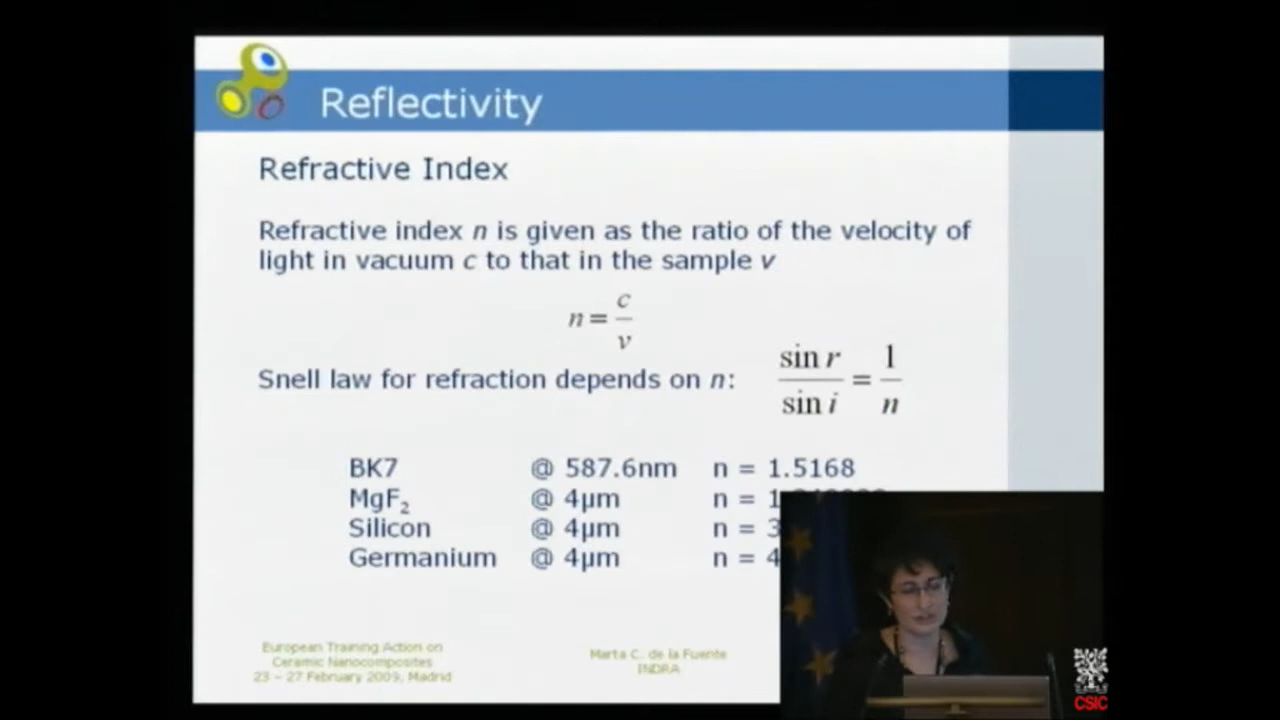 Reflectivity
Refractive Index
Refractive index n is given as the ratio of the velocity of
light in vacuum c to that in the sample v
n = c/v
Snell law for refraction depends on n: sin r / sin i = 1/n
BK7 @ 587.6nm n = 1.5168
MgF₂ @ 4μm n = 1
Silicon @ 4μm n = 3
Germanium @ 4μm n = 4
European Training Action on
Ceramic Nanocomposites
23 – 27 February 2009, Madrid
Marta C. de la Fuente
INDRA
CSIC